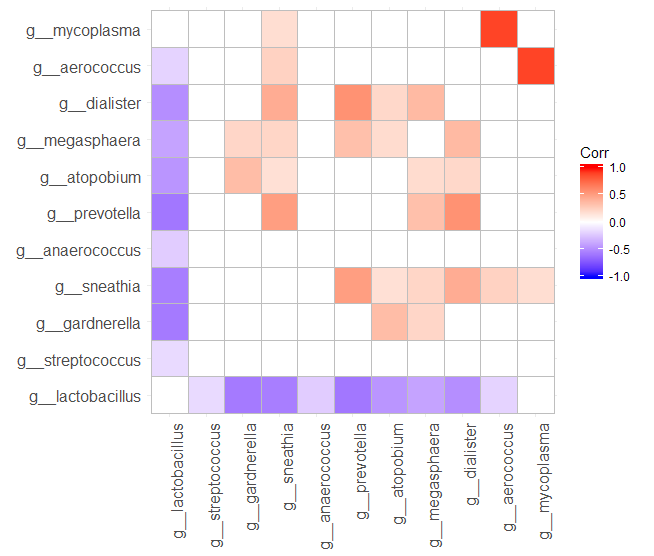 g__mycoplasma
g__aerococcus
g__dialister
g__megasphaera
g__atopobium
g__prevotella
g__anaerococcus
g__sneathia
g__gardnerella
g__streptococcus
g__lactobacillus
g__lactobacillus
g__streptococcus
g__gardnerella
g__sneathia
g__anaerococcus
g__prevotella
g__atopobium
g__megasphaera
g__dialister
g__aerococcus
g__mycoplasma
Corr
1.0
0.5
0.0
-0.5
-1.0